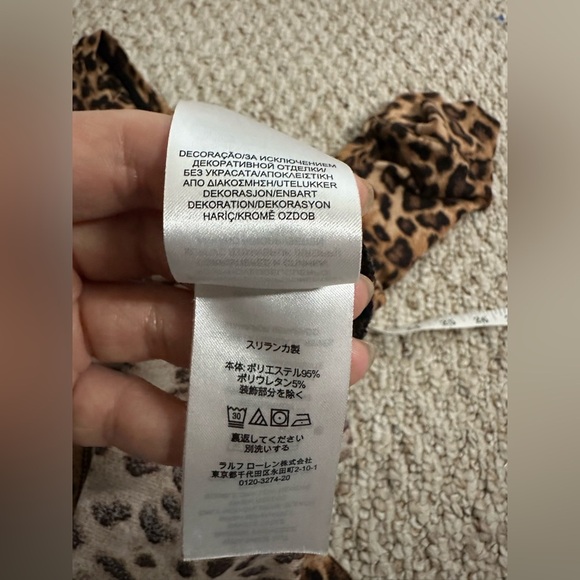 DECORAÇÃO/ЗА ИСКЛЮЧЕНИЕМ
ДЕКОРАТИВНОЙ ОТДЕЛКИ/
БЕЗ УКРАСАТА/ΑΠΟΚΛΕΙΣΤΙΚΗ
ΑΠΟ ΔΙΑΚΟΣΜΗΣΗ/UTELUKKER
DEKORASJON/ENBART
DEKORATION/DEKORASYON
HARİÇ/KROMĚ OZDOB
スリランカ製
本体: ポリエステル95%
ポリウレタン5%
装飾部分を除く
30
裏返してください
別洗いする
ラルフ ローレン株式会社
東京都千代田区永田町2-10-1
0120-3274-20